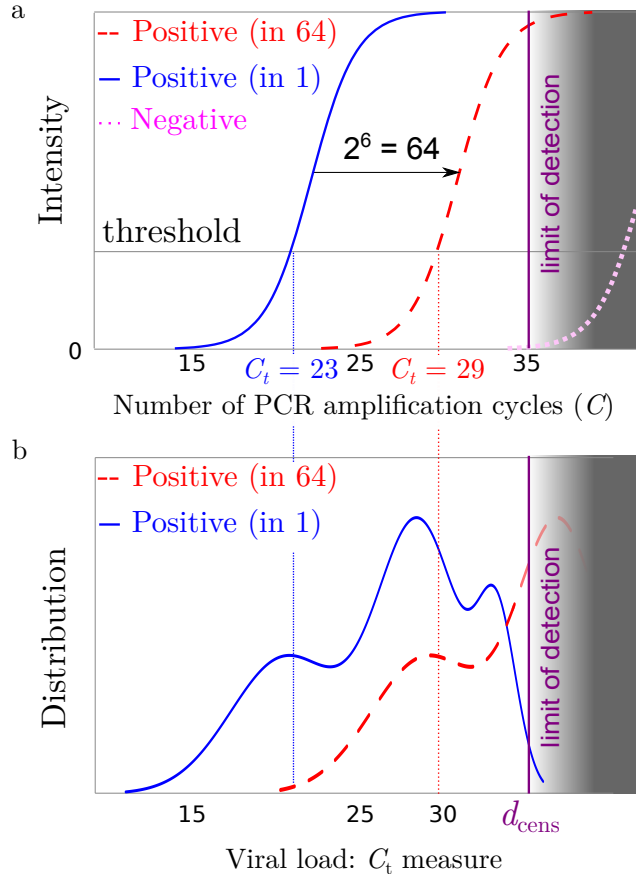 a
Positive (in 64)
Positive (in 1)
Negative
2⁶ = 64
threshold
limit of detection
Intensity
0
15
25
35
Cₜ = 23
Cₜ = 29
Number of PCR amplification cycles (C)
b
Positive (in 64)
Positive (in 1)
limit of detection
Distribution
15
25
30
d_cens
Viral load: Cₜ measure